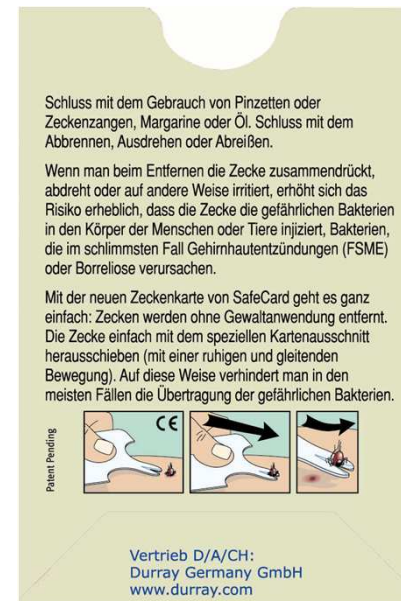 Schluss mit dem Gebrauch von Pinzetten oder
Zeckenzangen, Margarine oder Öl. Schluss mit dem
Abbrennen, Ausdrehen oder Abreißen.
Wenn man beim Entfernen die Zecke zusammendrückt,
abdreht oder auf andere Weise irritiert, erhöht sich das
Risiko erheblich, dass die Zecke die gefährlichen Bakterien
in den Körper der Menschen oder Tiere injiziert, Bakterien,
die im schlimmsten Fall Gehirnhautentzündungen (FSME)
oder Borreliose verursachen.
Mit der neuen Zeckenkarte von SafeCard geht es ganz
einfach: Zecken werden ohne Gewaltanwendung entfernt.
Die Zecke einfach mit dem speziellen Kartenausschnitt
herausschieben (mit einer ruhigen und gleitenden
Bewegung). Auf diese Weise verhindert man in den
meisten Fällen die Übertragung der gefährlichen Bakterien.
Patent Pending
CE
Vertrieb D/A/CH:
Durray Germany GmbH
www.durray.com